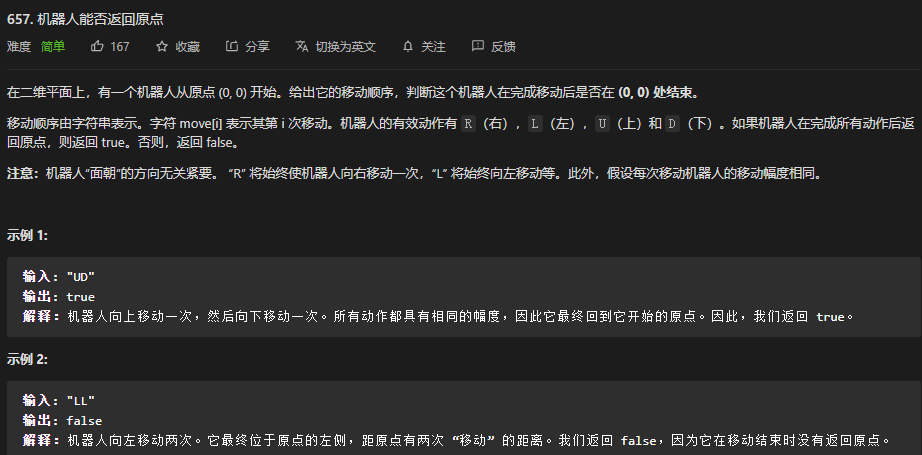 657. 机器人能否返回原点
难度 简单 167 收藏 分享 切换为英文 关注 反馈
在二维平面上，有一个机器人从原点 (0, 0) 开始。给出它的移动顺序，判断这个机器人在完成移动后是否在 (0, 0) 处结束。
移动顺序由字符串表示。字符 move[i] 表示其第 i 次移动。机器人的有效动作有 R（右），L（左），U（上）和 D（下）。如果机器人在完成所有动作后返
回原点，则返回 true。否则，返回 false。
注意：机器人“面朝”的方向无关紧要。 “R” 将始终使机器人向右移动一次，“L” 将始终向左移动等。此外，假设每次移动机器人的移动幅度相同。
示例 1:
输入: "UD"
输出: true
解释：机器人向上移动一次，然后向下移动一次。所有动作都具有相同的幅度，因此它最终回到它开始的原点。因此，我们返回 true。
示例 2:
输入: "LL"
输出: false
解释：机器人向左移动两次。它最终位于原点的左侧，距原点有两次 “移动” 的距离。我们返回 false，因为它在移动结束时没有返回原点。